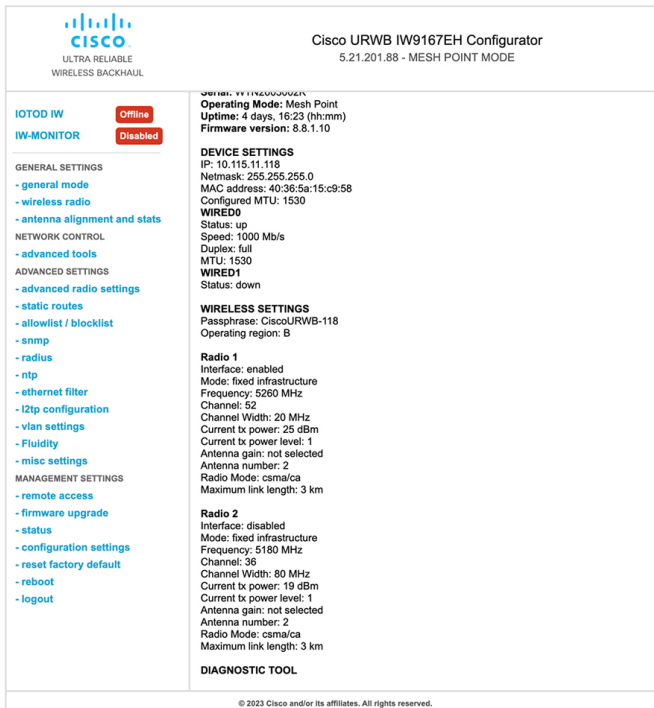 CISCO
ULTRA RELIABLE
WIRELESS BACKHAUL
Cisco URWB IW9167EH Configurator
5.21.201.88 - MESH POINT MODE
IOTOD IW
Offline
IW-MONITOR
Disabled
GENERAL SETTINGS
- general mode
- wireless radio
- antenna alignment and stats
NETWORK CONTROL
- advanced tools
ADVANCED SETTINGS
- advanced radio settings
- static routes
- allowlist / blocklist
- snmp
- radius
- ntp
- ethernet filter
- l2tp configuration
- vlan settings
- Fluidity
- misc settings
MANAGEMENT SETTINGS
- remote access
- firmware upgrade
- status
- configuration settings
- reset factory default
- reboot
- logout
Serial:
Operating Mode: Mesh Point
Uptime: 4 days, 16:23 (hh:mm)
Firmware version: 8.8.1.10
DEVICE SETTINGS
IP: 10.115.11.118
Netmask: 255.255.255.0
MAC address: 40:36:5a:15:c9:58
Configured MTU: 1530
WIRED0
Status: up
Speed: 1000 Mb/s
Duplex: full
MTU: 1530
WIRED1
Status: down
WIRELESS SETTINGS
Passphrase: CiscoURWB-118
Operating region: B
Radio 1
Interface: enabled
Mode: fixed infrastructure
Frequency: 5260 MHz
Channel: 52
Channel Width: 20 MHz
Current tx power: 25 dBm
Current tx power level: 1
Antenna gain: not selected
Antenna number: 2
Radio Mode: csma/ca
Maximum link length: 3 km
Radio 2
Interface: disabled
Mode: fixed infrastructure
Frequency: 5180 MHz
Channel: 36
Channel Width: 80 MHz
Current tx power: 19 dBm
Current tx power level: 1
Antenna gain: not selected
Antenna number: 2
Radio Mode: csma/ca
Maximum link length: 3 km
DIAGNOSTIC TOOL
© 2023 Cisco and/or its affiliates. All rights reserved.